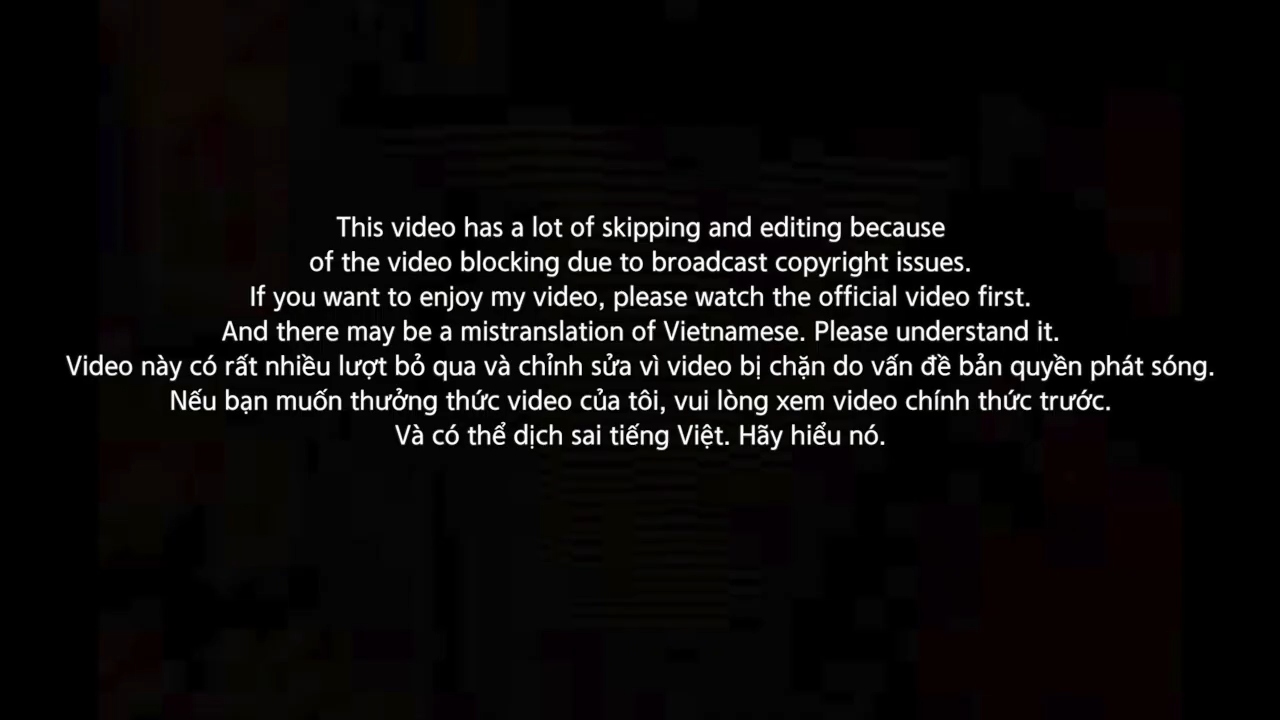 This video has a lot of skipping and editing because
of the video blocking due to broadcast copyright issues.
If you want to enjoy my video, please watch the official video first.
And there may be a mistranslation of Vietnamese. Please understand it.
Video này có rất nhiều lượt bỏ qua và chỉnh sửa vì video bị chặn do vấn đề bản quyền phát sóng.
Nếu bạn muốn thưởng thức video của tôi, vui lòng xem video chính thức trước.
Và có thể dịch sai tiếng Việt. Hãy hiểu nó.